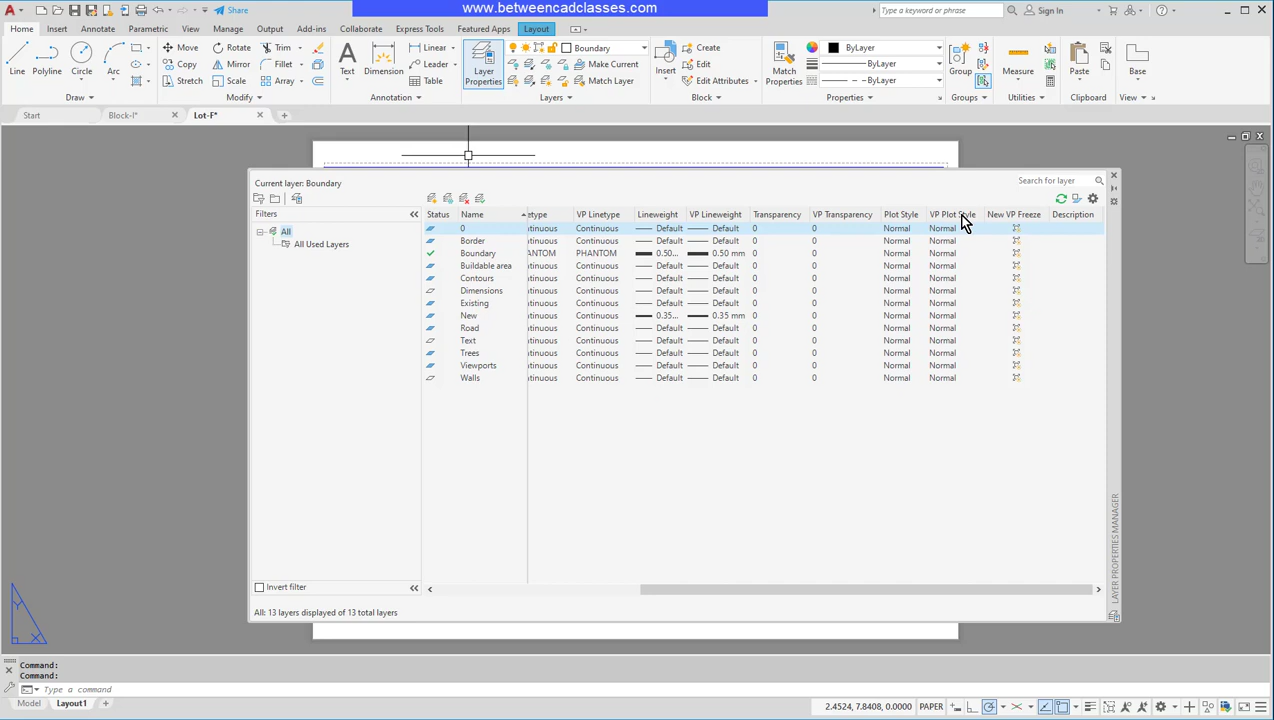 www.betweencadclasses.com
Share
Type a keyword or phrase
Sign In
Home Insert Annotate Parametric View Manage Output Add-ins Collaborate Express Tools Featured Apps Layout
Line Polyline Circle Arc Move Rotate Trim
Copy Mirror Fillet
Stretch Scale Array
Text Dimension Linear
Leader
Table
Layer Properties Boundary
Make Current
Match Layer
Insert Create
Edit
Edit Attributes
Match Properties ByLayer
ByLayer
ByLayer
Group Measure Paste Base
Draw Modify Annotation Layers Block Properties Groups Utilities Clipboard View
Start Block-I* Lot-F*
Current layer: Boundary
Search for layer
Filters
All
All Used Layers
Status Name etype VP Linetype Lineweight VP Lineweight Transparency VP Transparency Plot Style VP Plot Style New VP Freeze Description
0 tinuous Continuous Default Default 0 0 Normal Normal
Border tinuous Continuous Default Default 0 0 Normal Normal
Boundary ANTOM PHANTOM 0.50... 0.50 mm 0 0 Normal Normal
Buildable area tinuous Continuous Default Default 0 0 Normal Normal
Contours tinuous Continuous Default Default 0 0 Normal Normal
Dimensions tinuous Continuous Default Default 0 0 Normal Normal
Existing tinuous Continuous Default Default 0 0 Normal Normal
New tinuous Continuous 0.35... 0.35 mm 0 0 Normal Normal
Road tinuous Continuous Default Default 0 0 Normal Normal
Text tinuous Continuous Default Default 0 0 Normal Normal
Trees tinuous Continuous Default Default 0 0 Normal Normal
Viewports tinuous Continuous Default Default 0 0 Normal Normal
Walls tinuous Continuous Default Default 0 0 Normal Normal
Invert filter
All: 13 layers displayed of 13 total layers
LAYER PROPERTIES MANAGER
Y
X
Command:
Command:
Type a command
Model Layout1
2.4524, 7.8408, 0.0000 PAPER